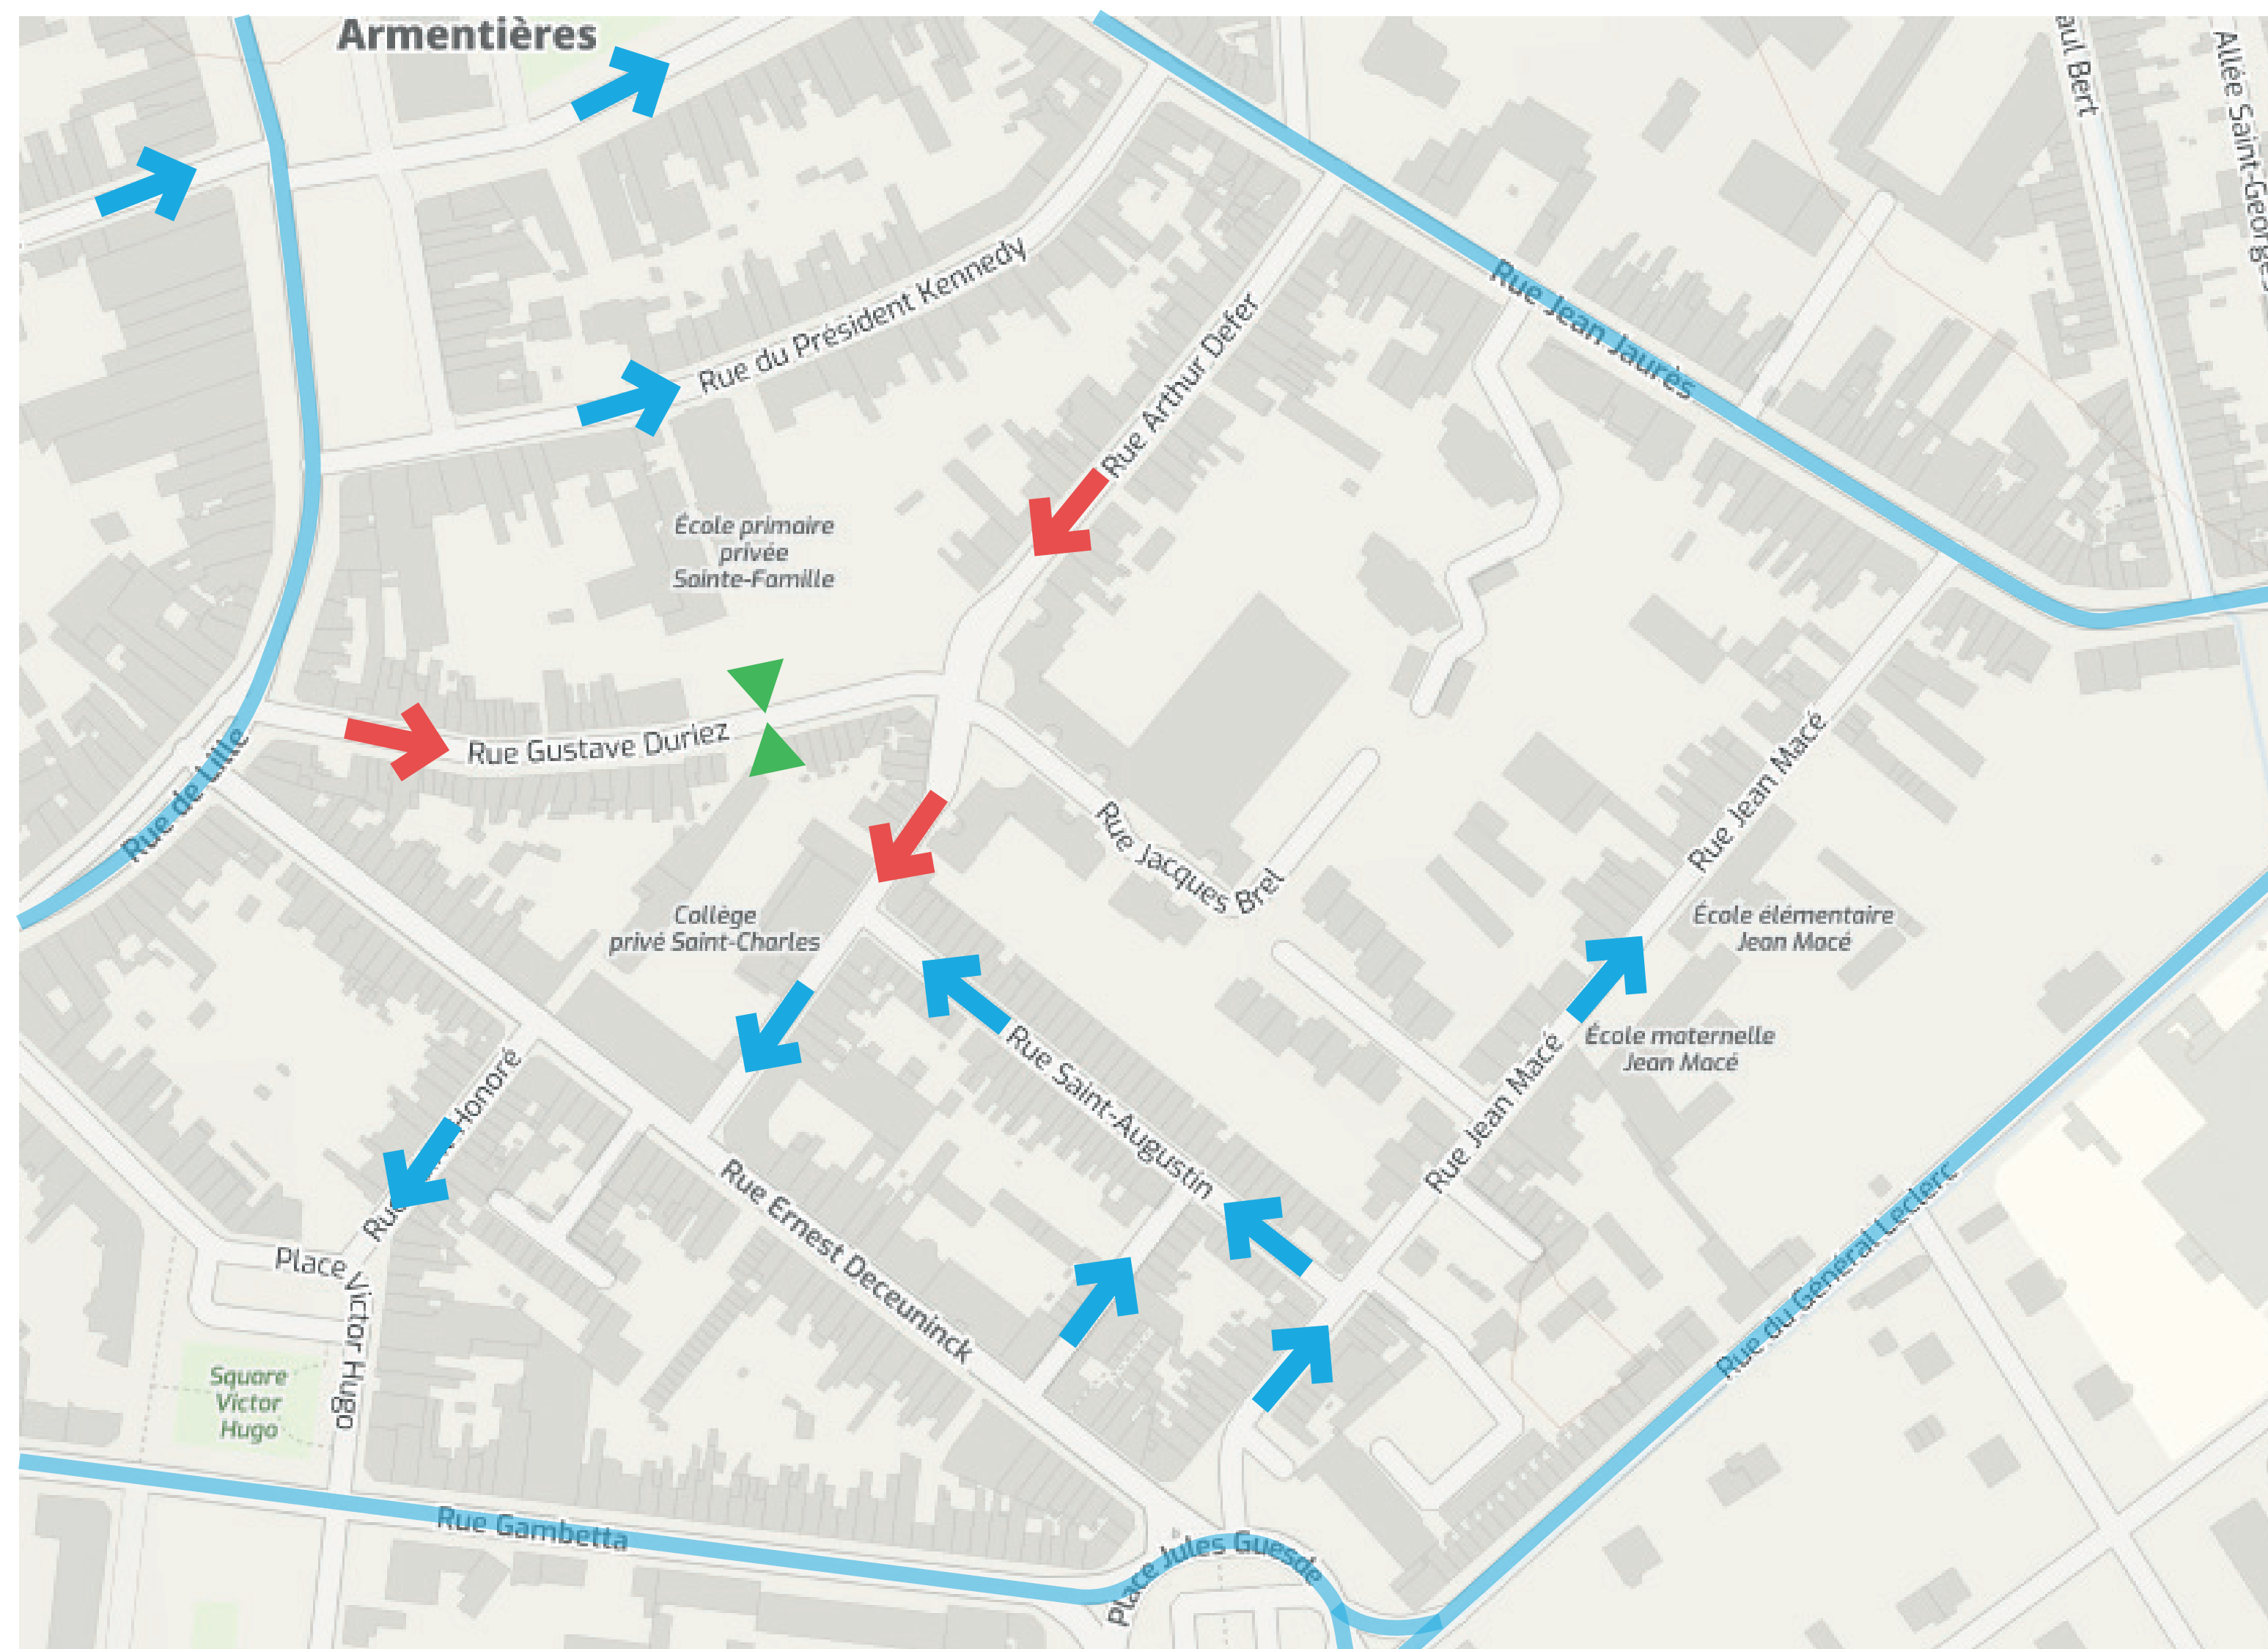 Armentières
aul Bert
Allée Saint-George
Rue Jean Jaurès
Rue du Président Kennedy
Rue Arthur Defer
École primaire
privée
Sainte-Famille
Rue Gustave Duriez
Rue de Lille
Rue Jean Macé
Rue Jacques Brel
Collège
privé Saint-Charles
École élémentaire
Jean Macé
École maternelle
Jean Macé
Rue Saint-Augustin
Rue Jean Macé
Honoré
Rue Ernest Deceuninck
Rue du Général Leclerc
Place Victor Hugo
Square
Victor
Hugo
Rue Gambetta
Place Jules Guesde